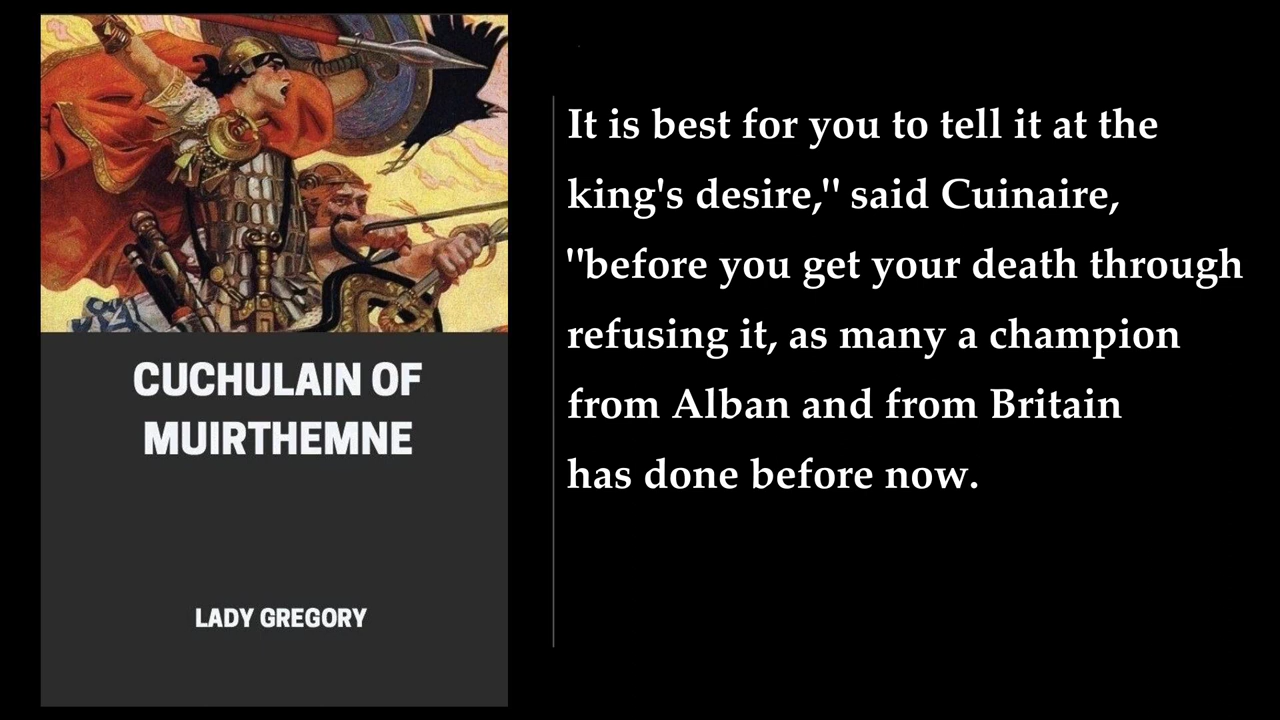 CUCHULAIN OF
MUIRTHEMNE
LADY GREGORY
It is best for you to tell it at the
king's desire," said Cuinaire,
"before you get your death through
refusing it, as many a champion
from Alban and from Britain
has done before now.